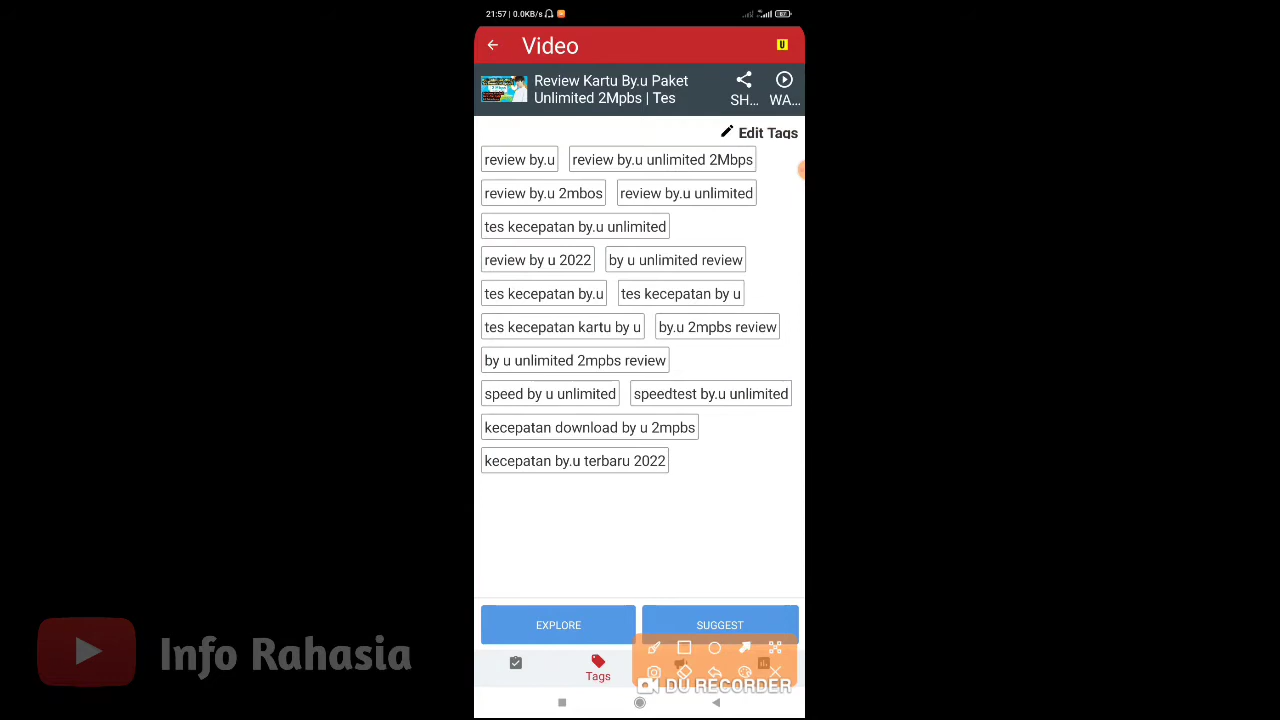 21:57 | 0.0KB/s
Video
U
Review Kartu By.u Paket
Unlimited 2Mpbs | Tes
SH... WA...
Edit Tags
review by.u review by.u unlimited 2Mbps
review by.u 2mbos review by.u unlimited
tes kecepatan by.u unlimited
review by u 2022 by u unlimited review
tes kecepatan by.u tes kecepatan by u
tes kecepatan kartu by u by.u 2mpbs review
by u unlimited 2mpbs review
speed by u unlimited speedtest by.u unlimited
kecepatan download by u 2mpbs
kecepatan by.u terbaru 2022
EXPLORE SUGGEST
Info Rahasia
Tags
DU RECORDER